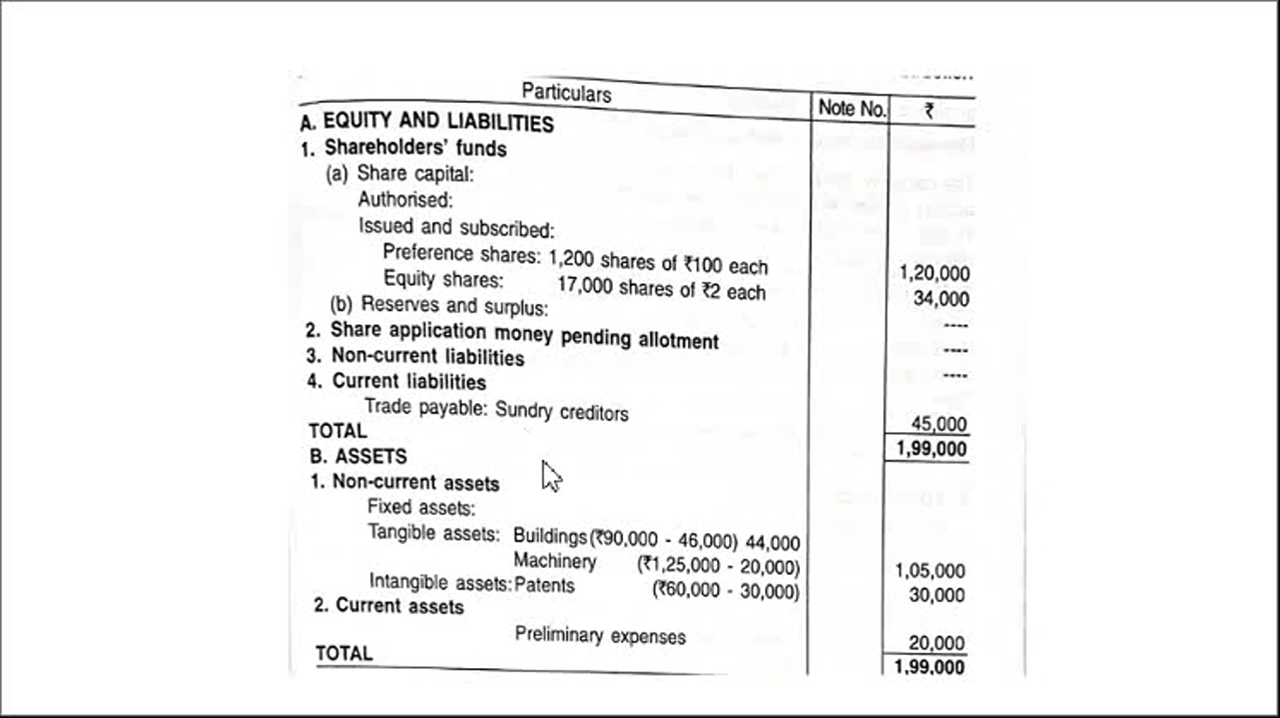 Particulars Note No. ₹
A. EQUITY AND LIABILITIES
1. Shareholders' funds
(a) Share capital:
Authorised:
Issued and subscribed:
Preference shares: 1,200 shares of ₹100 each 1,20,000
Equity shares: 17,000 shares of ₹2 each 34,000
(b) Reserves and surplus: ----
2. Share application money pending allotment ----
3. Non-current liabilities ----
4. Current liabilities
Trade payable: Sundry creditors 45,000
TOTAL 1,99,000
B. ASSETS
1. Non-current assets
Fixed assets:
Tangible assets: Buildings (₹90,000 - 46,000) 44,000
Machinery (₹1,25,000 - 20,000) 1,05,000
Intangible assets: Patents (₹60,000 - 30,000) 30,000
2. Current assets
Preliminary expenses 20,000
TOTAL 1,99,000